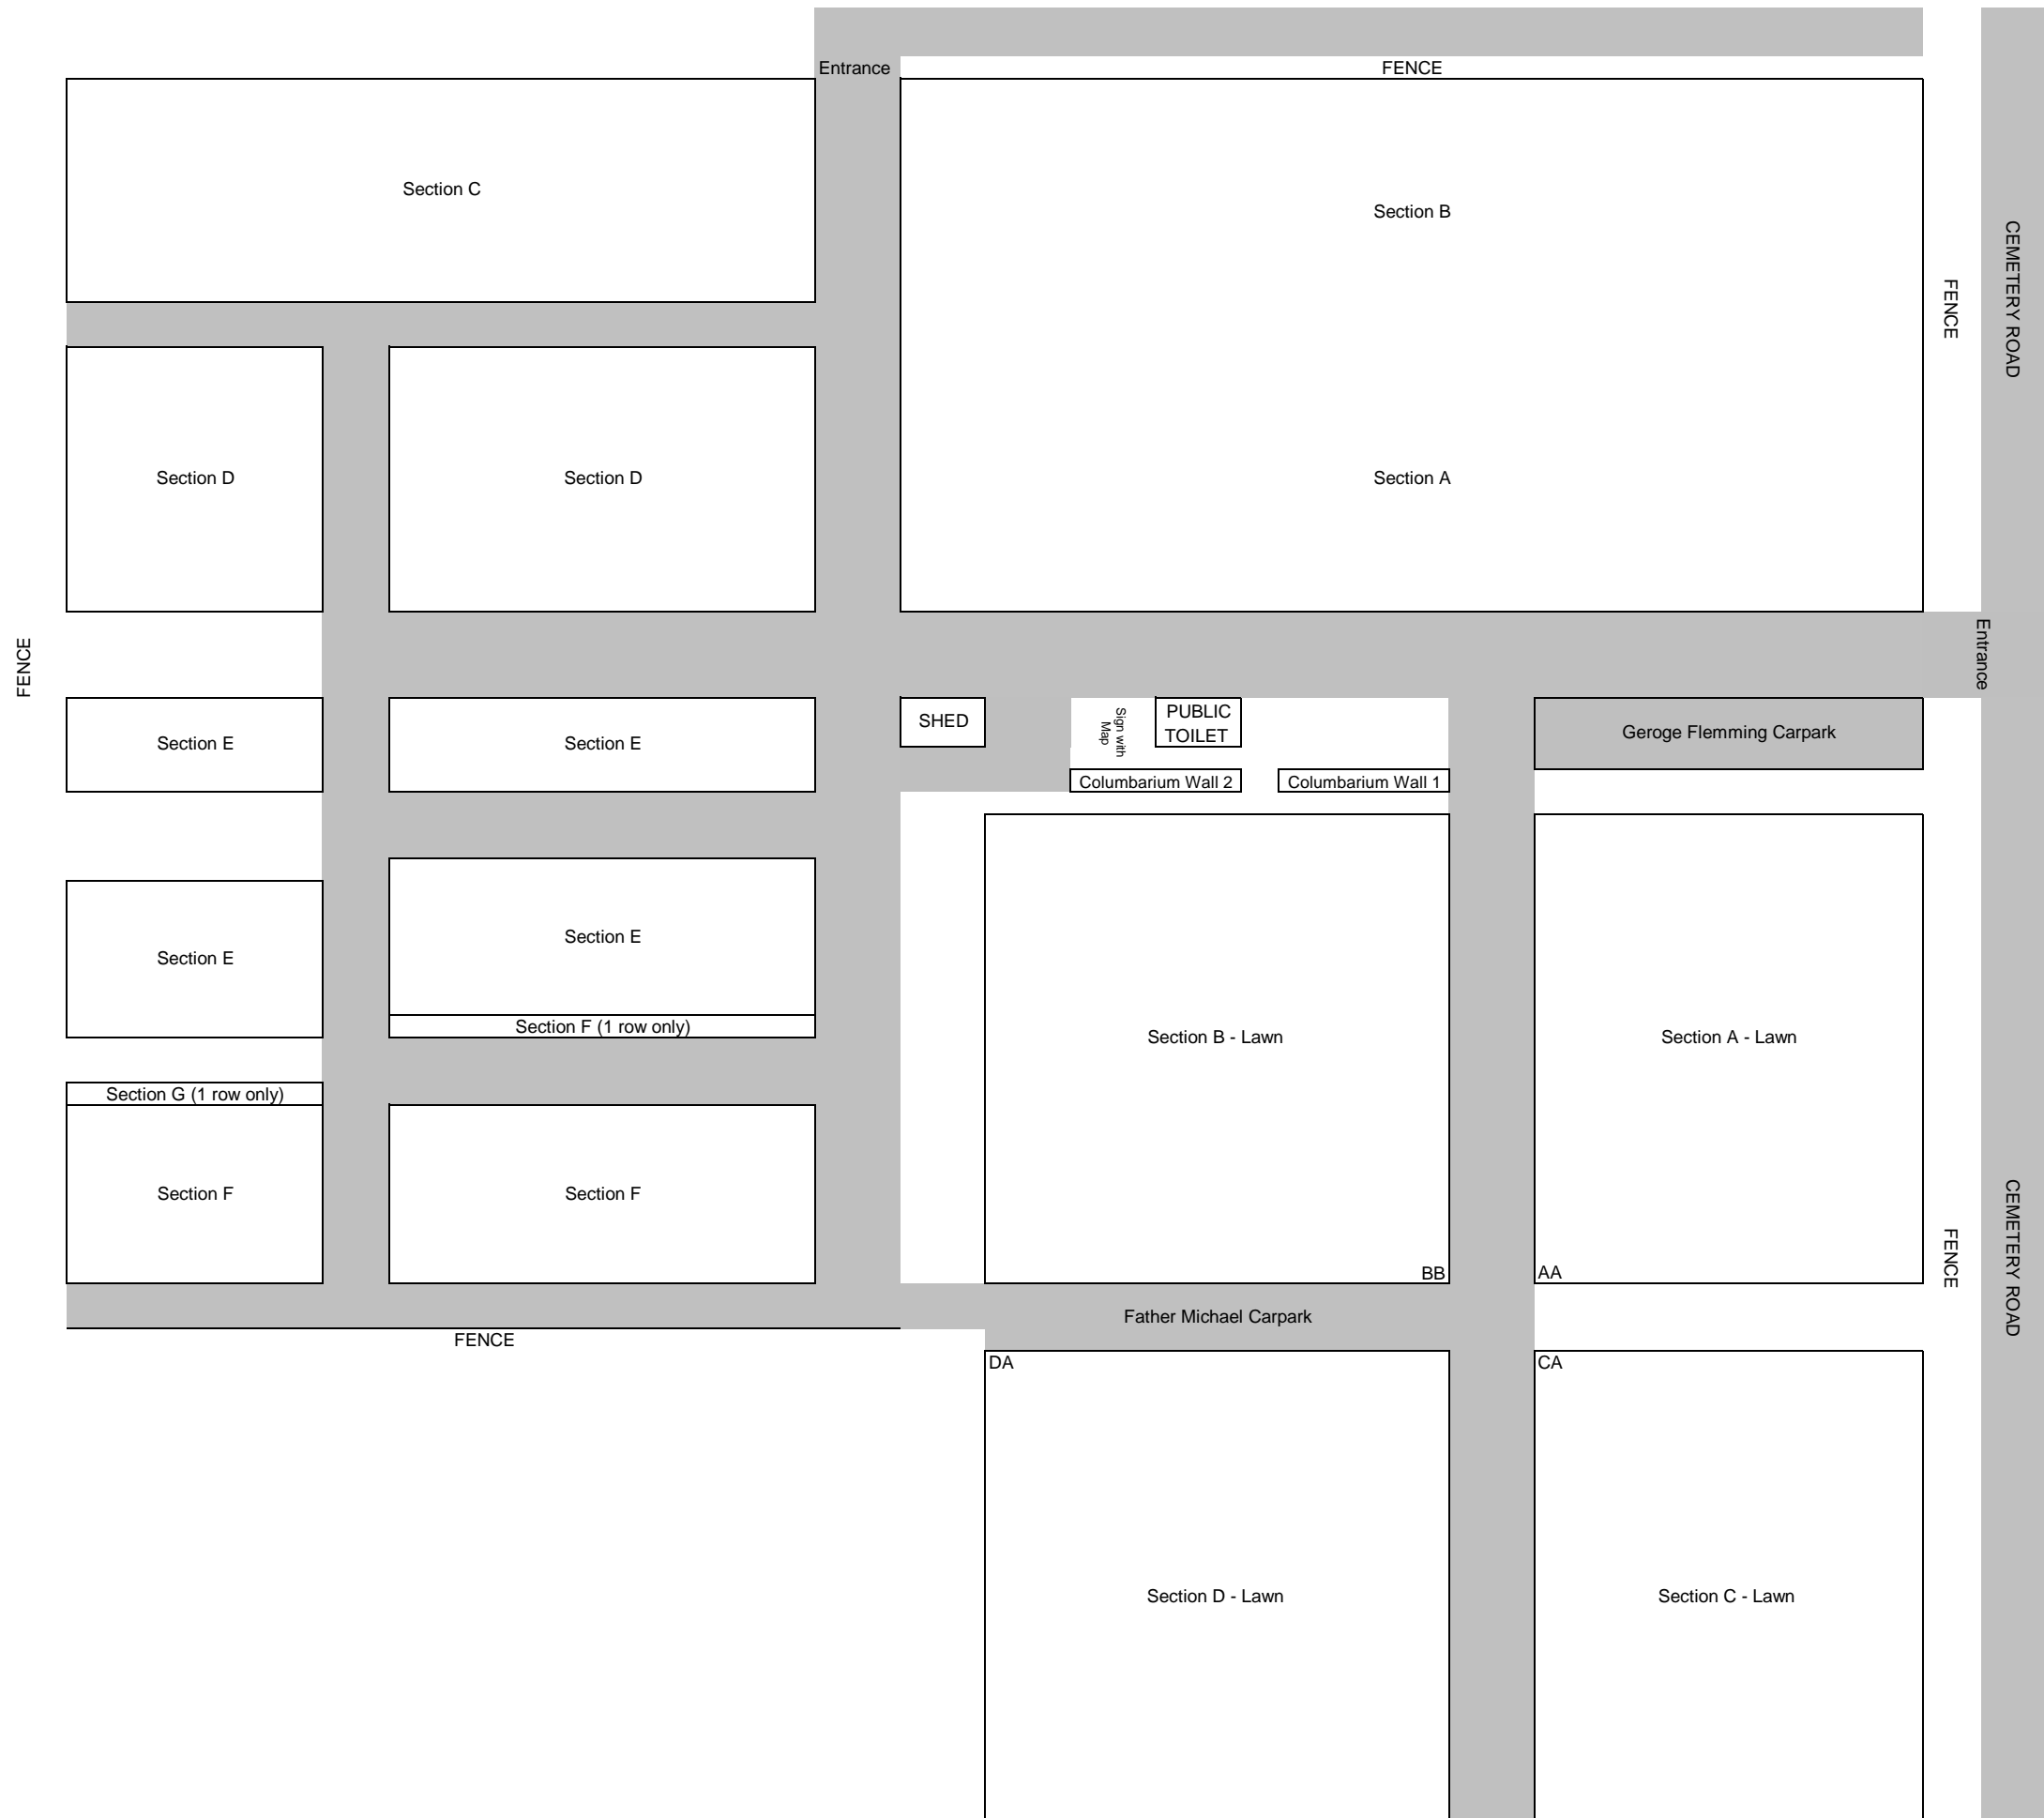 Entrance
FENCE
Section C
Section B
CEMETERY ROAD
FENCE
Section D
Section D
Section A
FENCE
Entrance
SHED
Sign with
Map
PUBLIC
TOILET
Geroge Flemming Carpark
Section E
Section E
Columbarium Wall 2
Columbarium Wall 1
Section E
Section E
Section F (1 row only)
Section B - Lawn
Section A - Lawn
Section G (1 row only)
Section F
Section F
CEMETERY ROAD
FENCE
BB
AA
Father Michael Carpark
FENCE
DA
CA
Section D - Lawn
Section C - Lawn